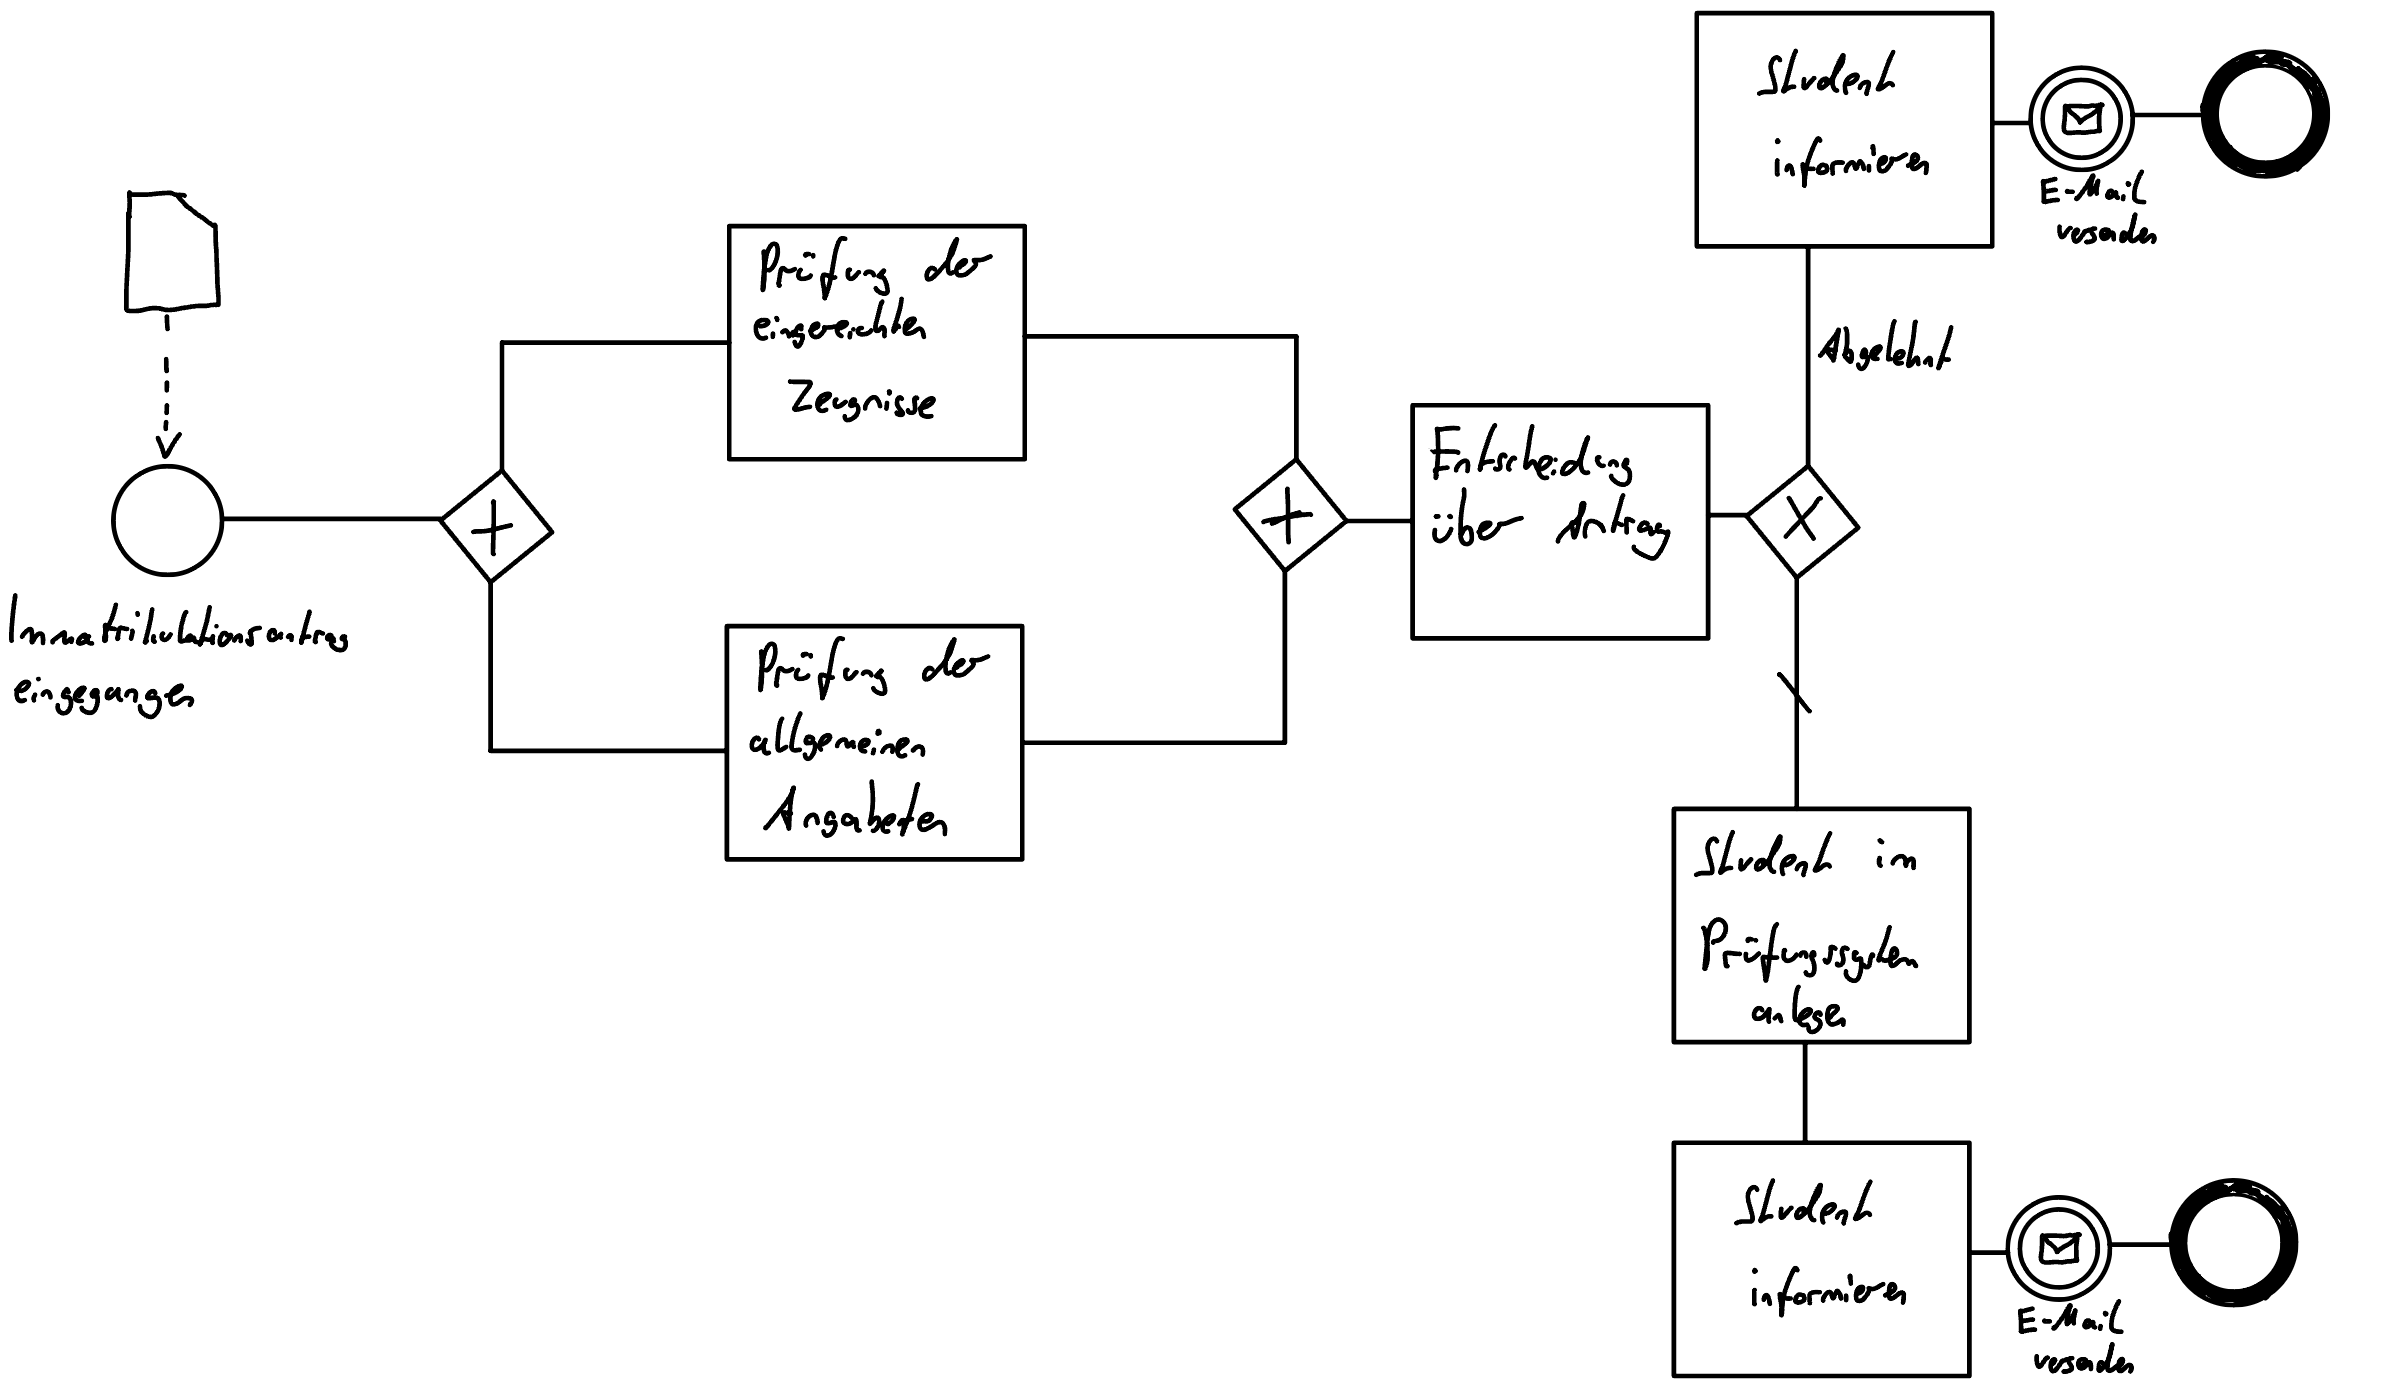 Immatrikulationsantrag
eingegangen
Prüfung der
eingereichten
Zeugnisse
Prüfung der
allgemeinen
Angabeten
Entscheidung
über Antrag
Abgelehnt
Student
informieren
E-Mail
versenden
Student im
Prüfungssystem
anlegen
Student
informieren
E-Mail
versenden